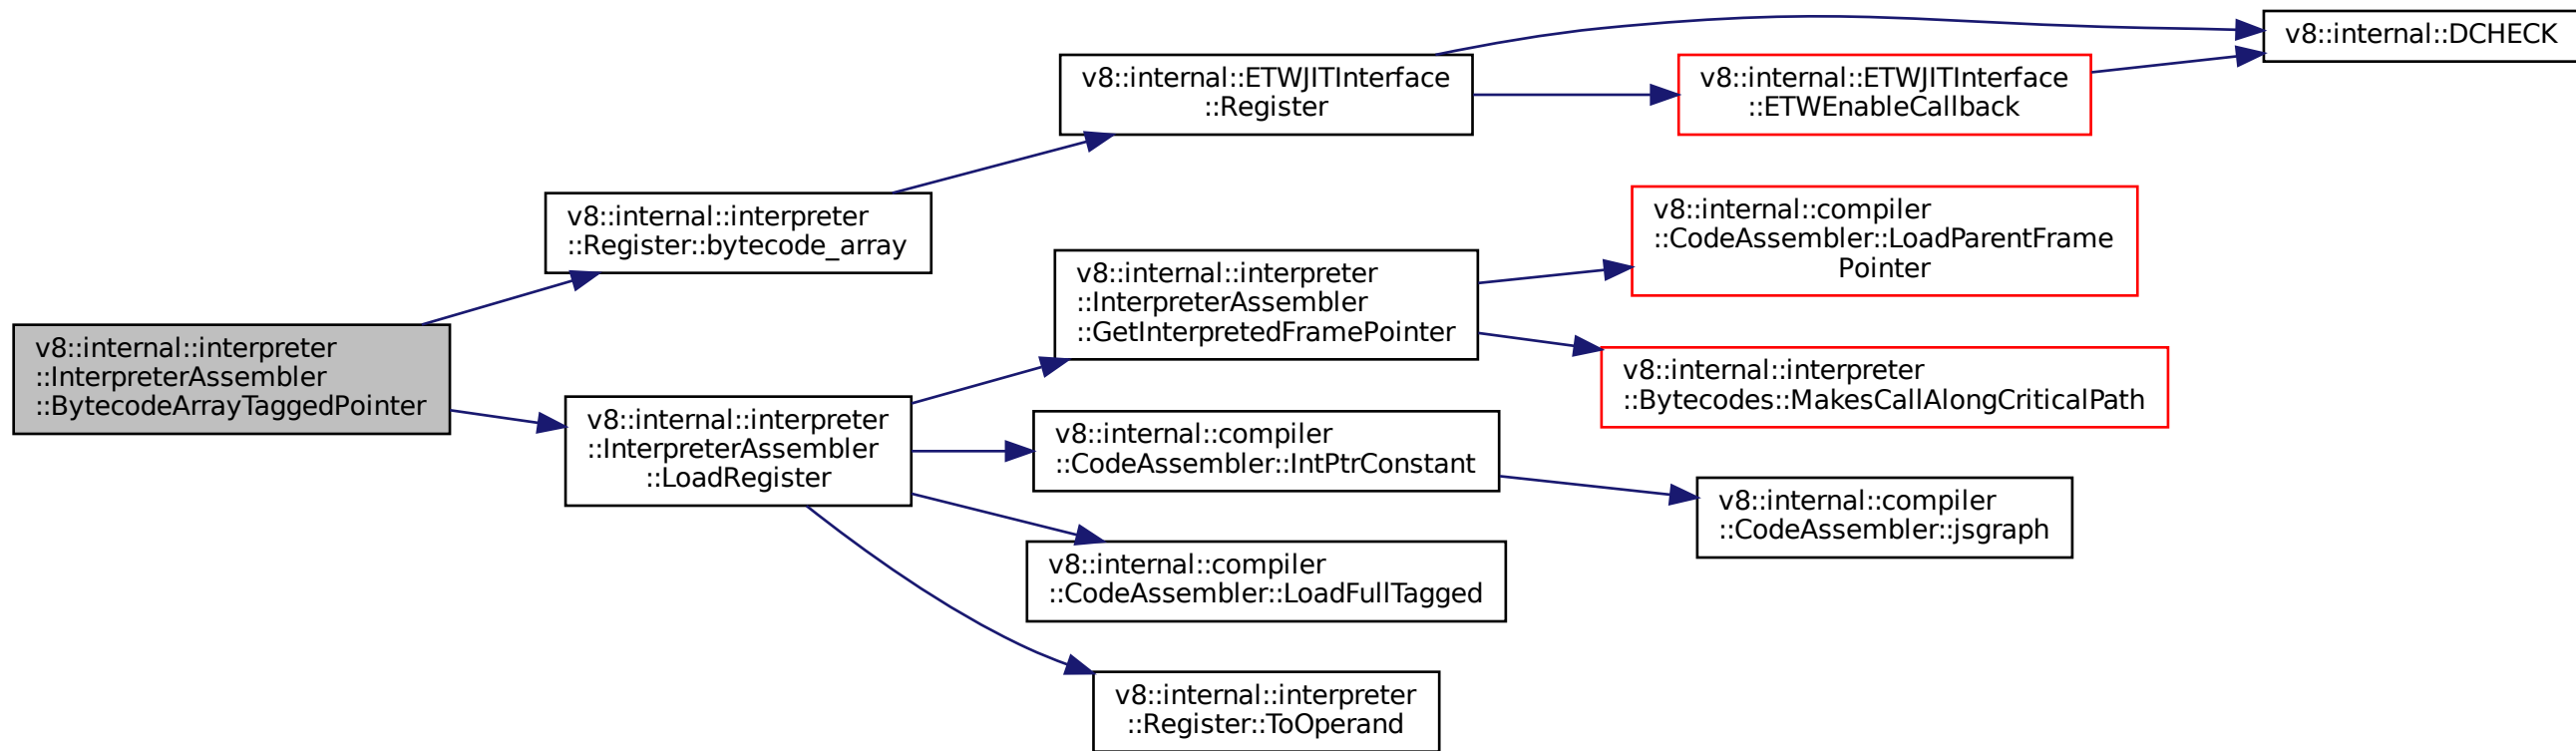 v8::internal::interpreter
::InterpreterAssembler
::BytecodeArrayTaggedPointer
v8::internal::interpreter
::Register::bytecode_array
v8::internal::ETWJITInterface
::Register
v8::internal::DCHECK
v8::internal::ETWJITInterface
::ETWEnableCallback
v8::internal::interpreter
::InterpreterAssembler
::LoadRegister
v8::internal::interpreter
::InterpreterAssembler
::GetInterpretedFramePointer
v8::internal::compiler
::CodeAssembler::LoadParentFrame
Pointer
v8::internal::interpreter
::Bytecodes::MakesCallAlongCriticalPath
v8::internal::compiler
::CodeAssembler::IntPtrConstant
v8::internal::compiler
::CodeAssembler::jsgraph
v8::internal::compiler
::CodeAssembler::LoadFullTagged
v8::internal::interpreter
::Register::ToOperand